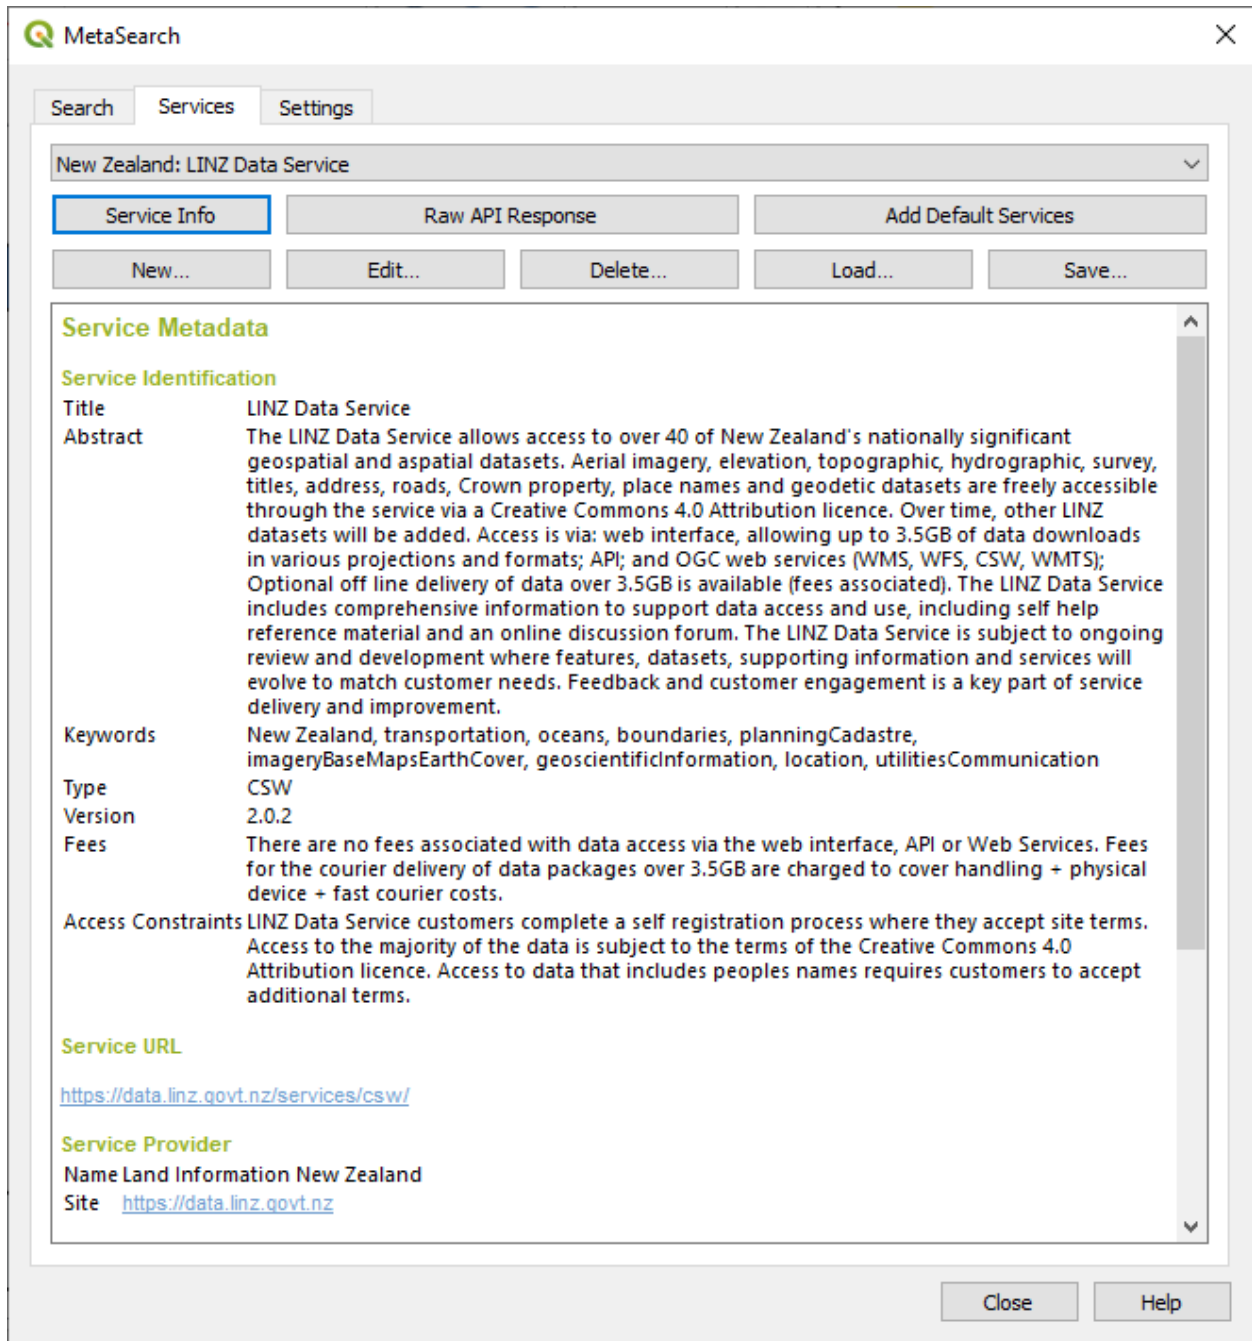 MetaSearch
Search Services Settings
New Zealand: LINZ Data Service
Service Info Raw API Response Add Default Services
New... Edit... Delete... Load... Save...
Service Metadata
Service Identification
Title LINZ Data Service
Abstract The LINZ Data Service allows access to over 40 of New Zealand's nationally significant
geospatial and aspatial datasets. Aerial imagery, elevation, topographic, hydrographic, survey,
titles, address, roads, Crown property, place names and geodetic datasets are freely accessible
through the service via a Creative Commons 4.0 Attribution licence. Over time, other LINZ
datasets will be added. Access is via: web interface, allowing up to 3.5GB of data downloads
in various projections and formats; API; and OGC web services (WMS, WFS, CSW, WMTS);
Optional off line delivery of data over 3.5GB is available (fees associated). The LINZ Data Service
includes comprehensive information to support data access and use, including self help
reference material and an online discussion forum. The LINZ Data Service is subject to ongoing
review and development where features, datasets, supporting information and services will
evolve to match customer needs. Feedback and customer engagement is a key part of service
delivery and improvement.
Keywords New Zealand, transportation, oceans, boundaries, planningCadastre,
imageryBaseMapsEarthCover, geoscientificInformation, location, utilitiesCommunication
Type CSW
Version 2.0.2
Fees There are no fees associated with data access via the web interface, API or Web Services. Fees
for the courier delivery of data packages over 3.5GB are charged to cover handling + physical
device + fast courier costs.
Access Constraints LINZ Data Service customers complete a self registration process where they accept site terms.
Access to the majority of the data is subject to the terms of the Creative Commons 4.0
Attribution licence. Access to data that includes peoples names requires customers to accept
additional terms.
Service URL
https://data.linz.govt.nz/services/csw/
Service Provider
Name Land Information New Zealand
Site https://data.linz.govt.nz
Close Help